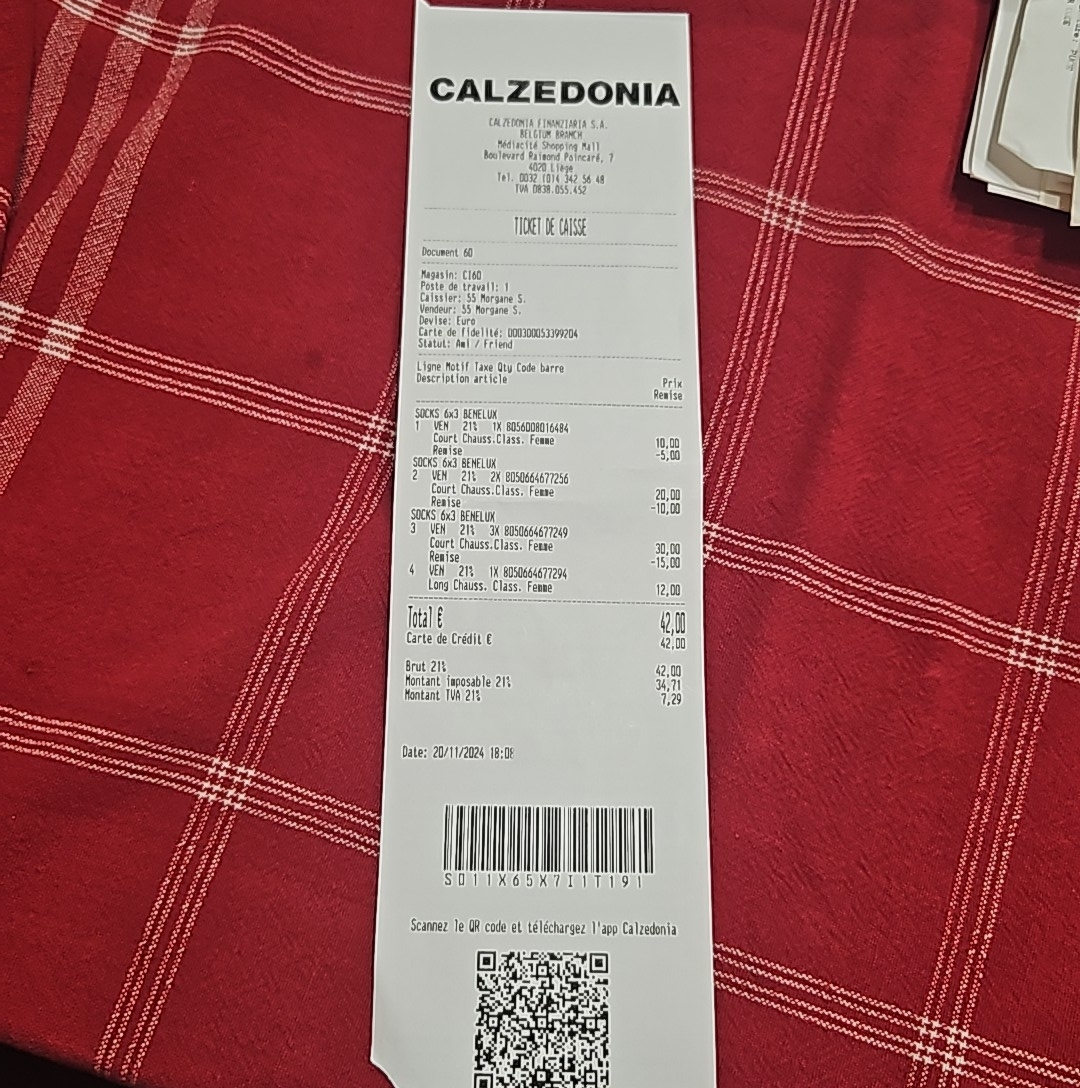 CALZEDONIA
CALZEDONIA FINANZIARIA S.A.
BELGIUM BRANCH
Médiacité Shopping Mall
Boulevard Raimond Poincaré, 7
4020 Liège
Tel. 0032 (0)4 342 56 48
TVA 0838.055.452
TICKET DE CAISSE
Document 60
Magasin: CI60
Poste de travail: 1
Caissier: 55 Morgane S.
Vendeur: 55 Morgane S.
Devise: Euro
Carte de fidelité: 000300053399204
Statut: Ami / Friend
Ligne Motif Taxe Qty Code barre
Description article Prix
Remise
SOCKS 6x3 BENELUX
1 VEN 21% 1X 8056008016484
Court Chauss.Class. Femme 10,00
Remise -5,00
SOCKS 6x3 BENELUX
2 VEN 21% 2X 8050664677256
Court Chauss.Class. Femme 20,00
Remise -10,00
SOCKS 6x3 BENELUX
3 VEN 21% 3X 8050664677249
Court Chauss.Class. Femme 30,00
Remise -15,00
4 VEN 21% 1X 8050664677294
Long Chauss. Class. Femme 12,00
Total € 42,00
Carte de Crédit € 42,00
Brut 21% 42,00
Montant imposable 21% 34,71
Montant TVA 21% 7,29
Date: 20/11/2024 18:08
S011X65X7I1T191
Scannez le QR code et téléchargez l'app Calzedonia